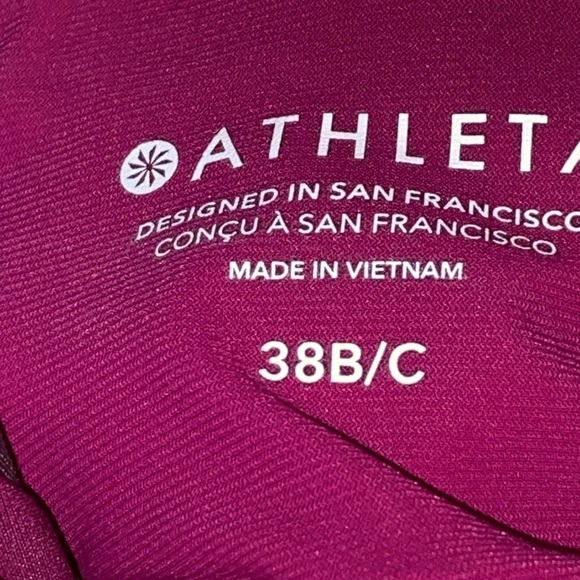 ATHLETA
DESIGNED IN SAN FRANCISCO
CONÇU À SAN FRANCISCO
MADE IN VIETNAM
38B/C